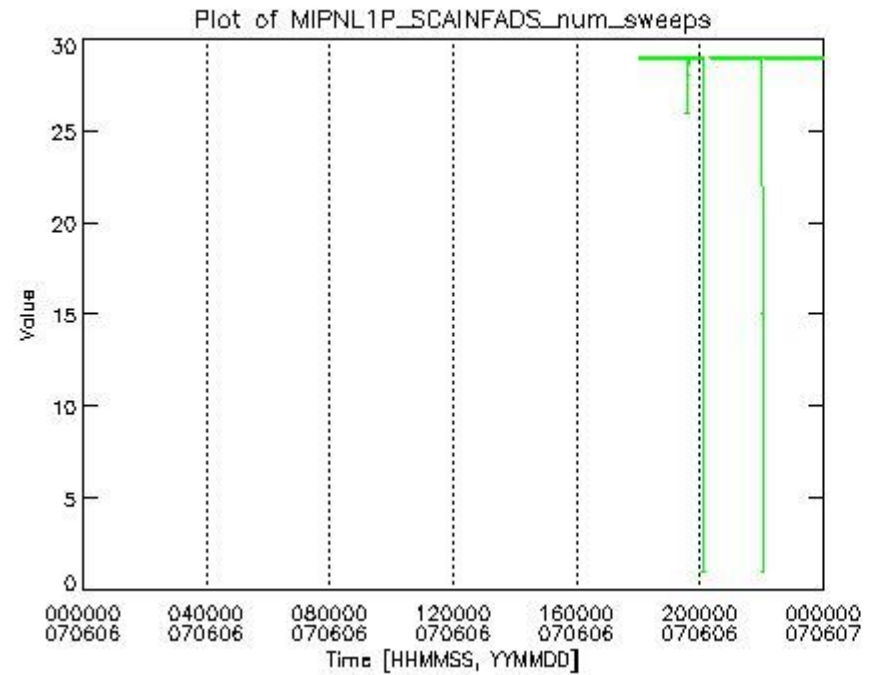 Plot of MIPNL1P_SCAINFADS_num_sweeps
30
25
20
15
10
5
0
Value
000000 040000 080000 120000 160000 200000 000000
070606 070606 070606 070606 070606 070606 070607
Time [HHMMSS, YYMMDD]